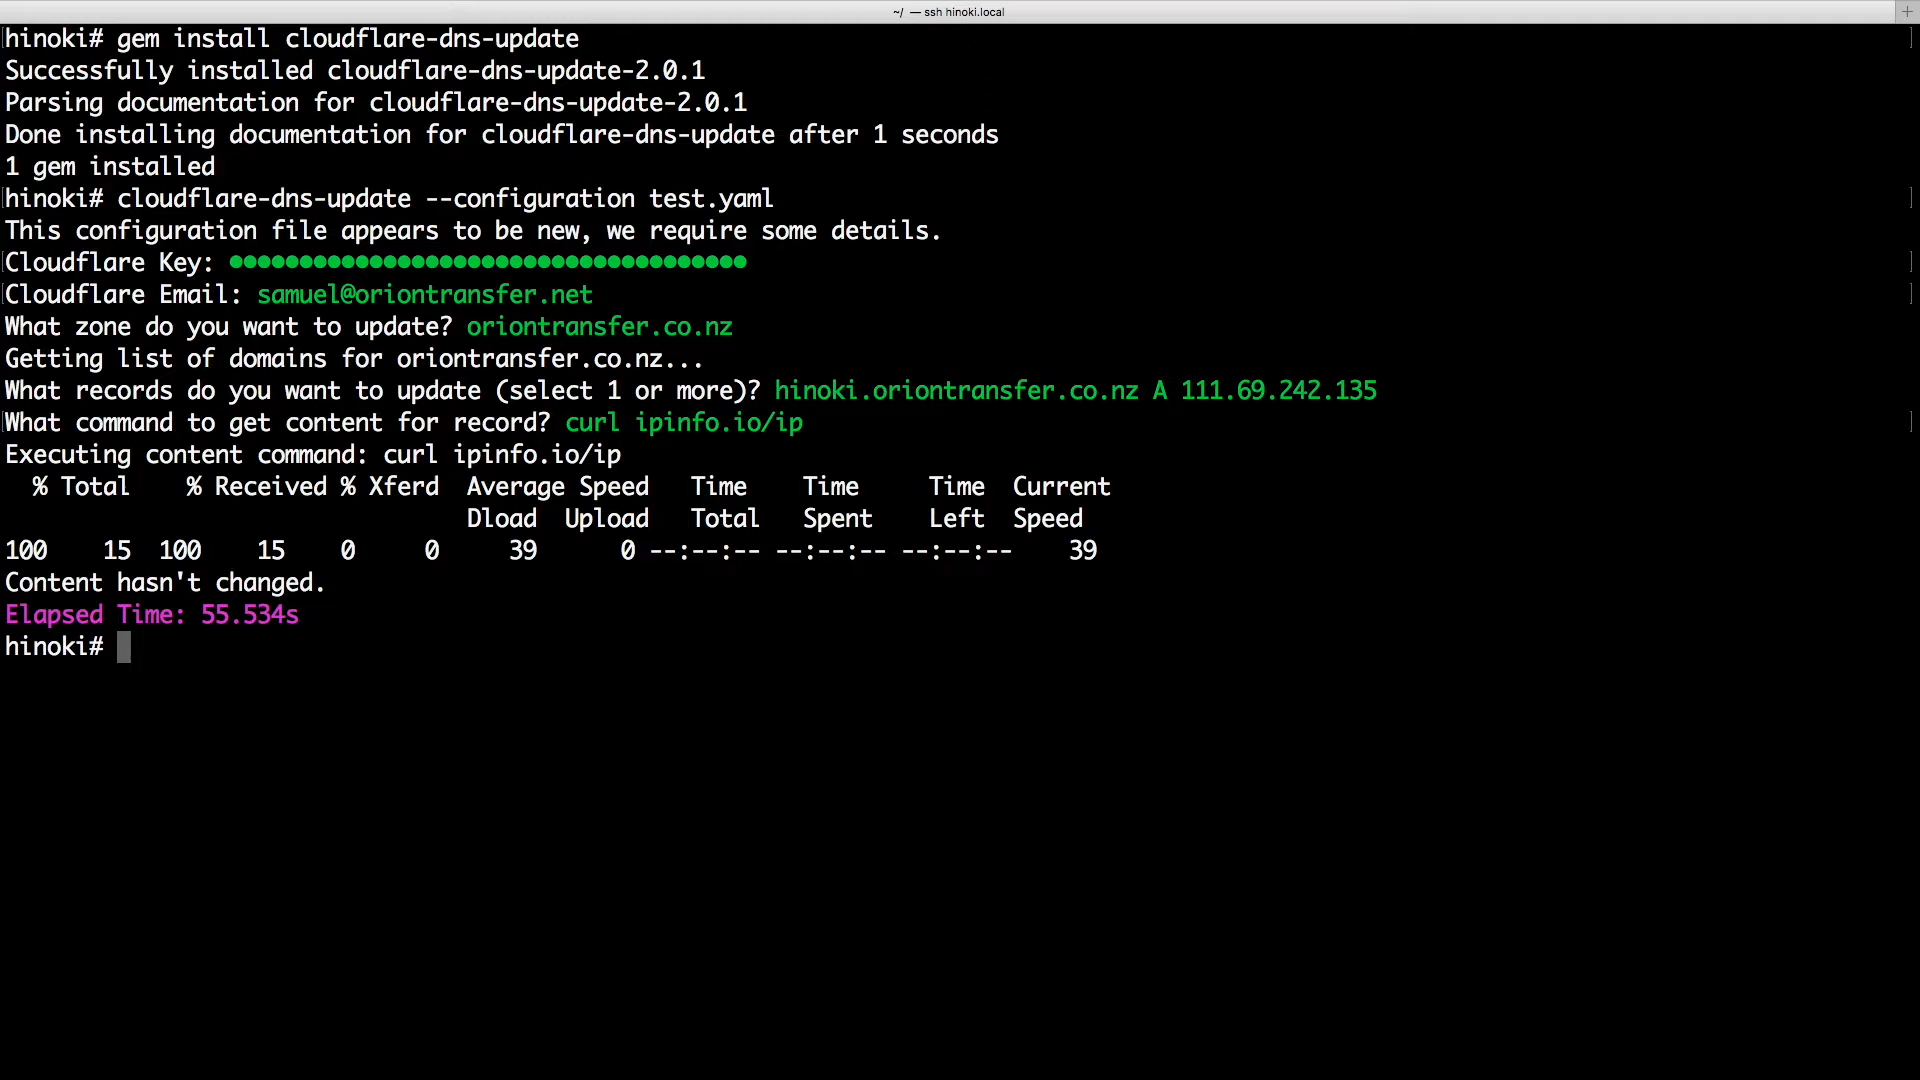 ~/ — ssh hinoki.local
hinoki# gem install cloudflare-dns-update
Successfully installed cloudflare-dns-update-2.0.1
Parsing documentation for cloudflare-dns-update-2.0.1
Done installing documentation for cloudflare-dns-update after 1 seconds
1 gem installed
hinoki# cloudflare-dns-update --configuration test.yaml
This configuration file appears to be new, we require some details.
Cloudflare Key: •••••••••••••••••••••••••••••••••••••
Cloudflare Email: samuel@oriontransfer.net
What zone do you want to update? oriontransfer.co.nz
Getting list of domains for oriontransfer.co.nz...
What records do you want to update (select 1 or more)? hinoki.oriontransfer.co.nz A 111.69.242.135
What command to get content for record? curl ipinfo.io/ip
Executing content command: curl ipinfo.io/ip
  % Total    % Received % Xferd  Average Speed   Time    Time     Time  Current
                                 Dload  Upload   Total   Spent    Left  Speed
100    15  100    15    0     0     39      0 --:--:-- --:--:-- --:--:--    39
Content hasn't changed.
Elapsed Time: 55.534s
hinoki#